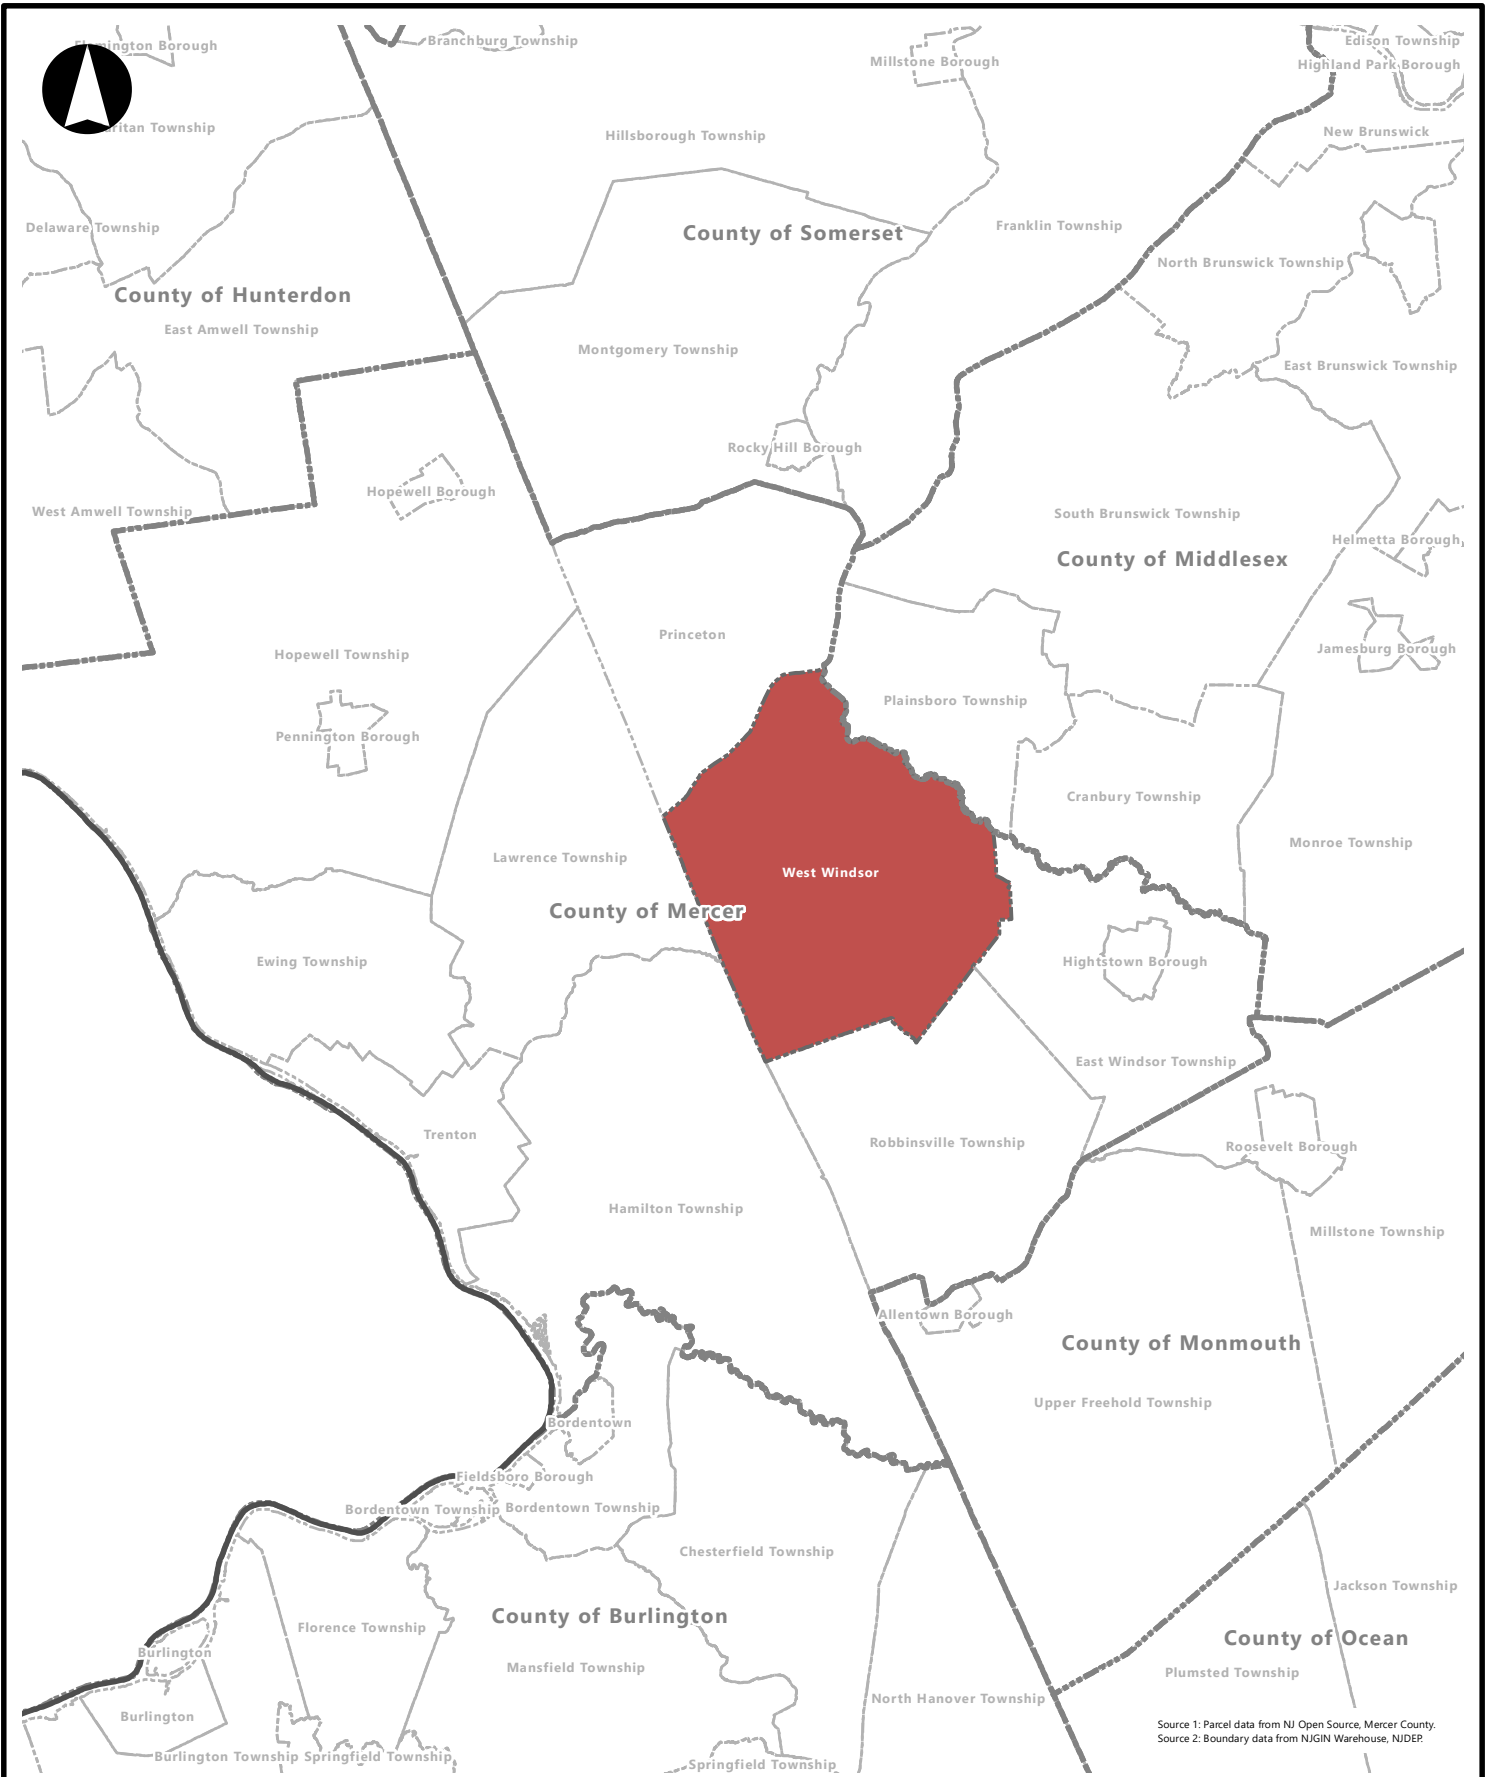 Flemington Borough
Branchburg Township
Millstone Borough
Edison Township
Highland Park Borough
Raritan Township
Hillsborough Township
New Brunswick
Delaware Township
County of Somerset
Franklin Township
North Brunswick Township
County of Hunterdon
East Amwell Township
Montgomery Township
East Brunswick Township
Rocky Hill Borough
Hopewell Borough
West Amwell Township
South Brunswick Township
Helmetta Borough
County of Middlesex
Princeton
Hopewell Township
Jamesburg Borough
Plainsboro Township
Pennington Borough
Cranbury Township
Monroe Township
Lawrence Township
West Windsor
County of Mercer
Ewing Township
Hightstown Borough
East Windsor Township
Trenton
Robbinsville Township
Roosevelt Borough
Hamilton Township
Millstone Township
Allentown Borough
County of Monmouth
Upper Freehold Township
Bordentown
Fieldsboro Borough
Bordentown Township
Bordentown Township
Chesterfield Township
Jackson Township
County of Burlington
Florence Township
County of Ocean
Burlington
Mansfield Township
Plumsted Township
North Hanover Township
Burlington
Source 1: Parcel data from NJ Open Source, Mercer County.
Source 2: Boundary data from NJGIN Warehouse, NJDEP.
Burlington Township
Springfield Township
Springfield Township